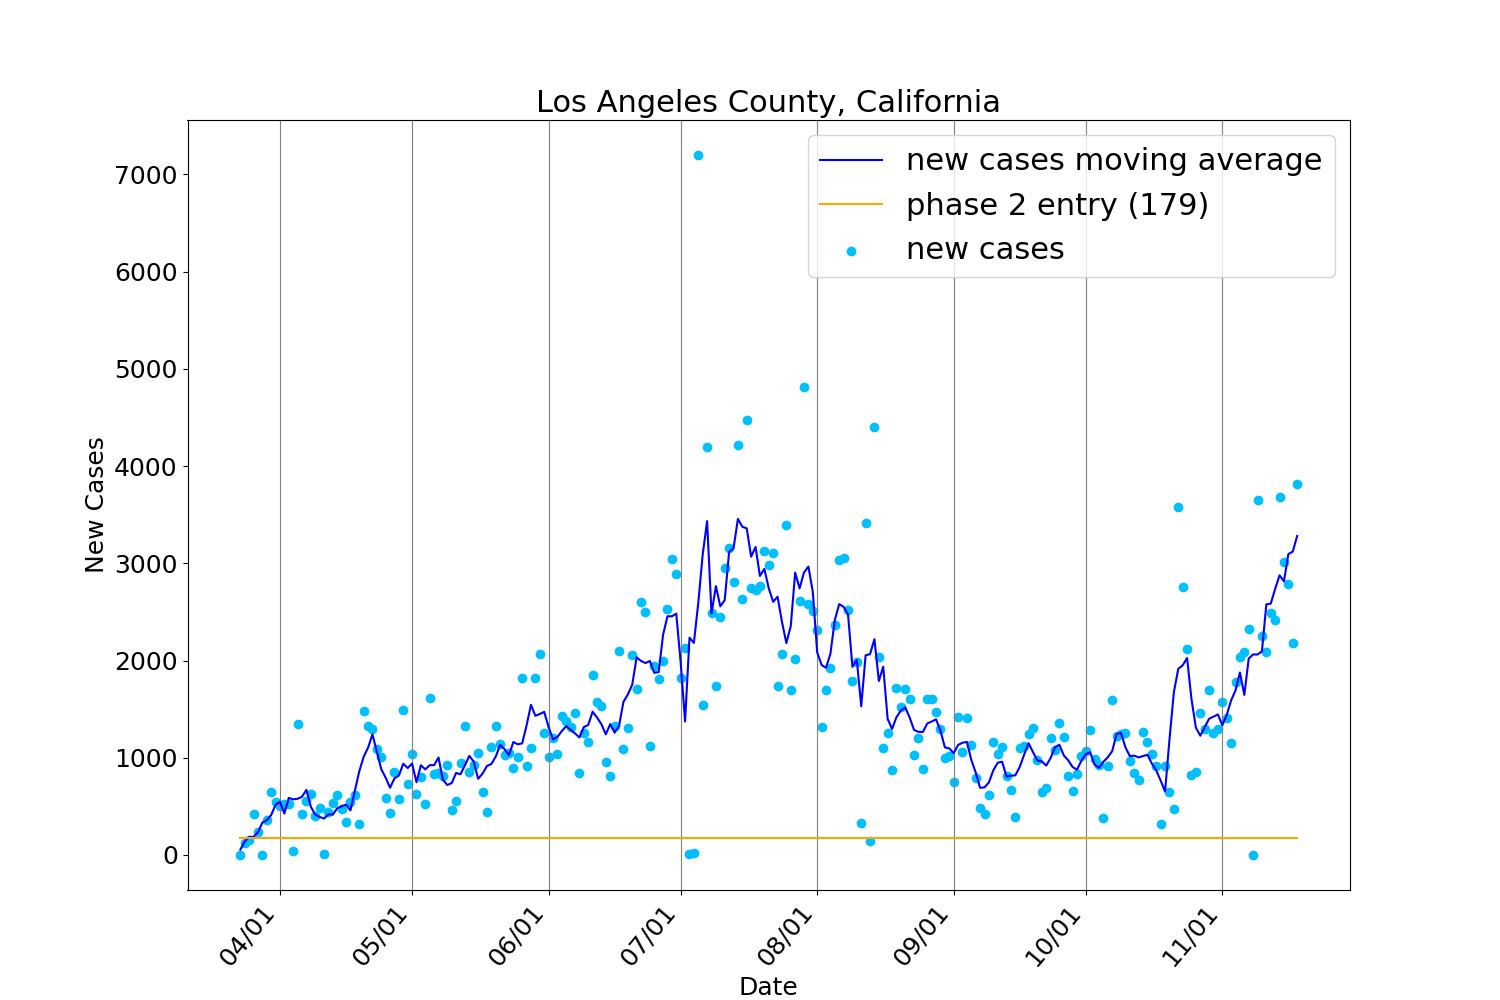 Los Angeles County, California
new cases moving average
phase 2 entry (179)
new cases
7000
6000
5000
4000
3000
2000
1000
0
New Cases
04/01
05/01
06/01
07/01
08/01
09/01
10/01
11/01
Date